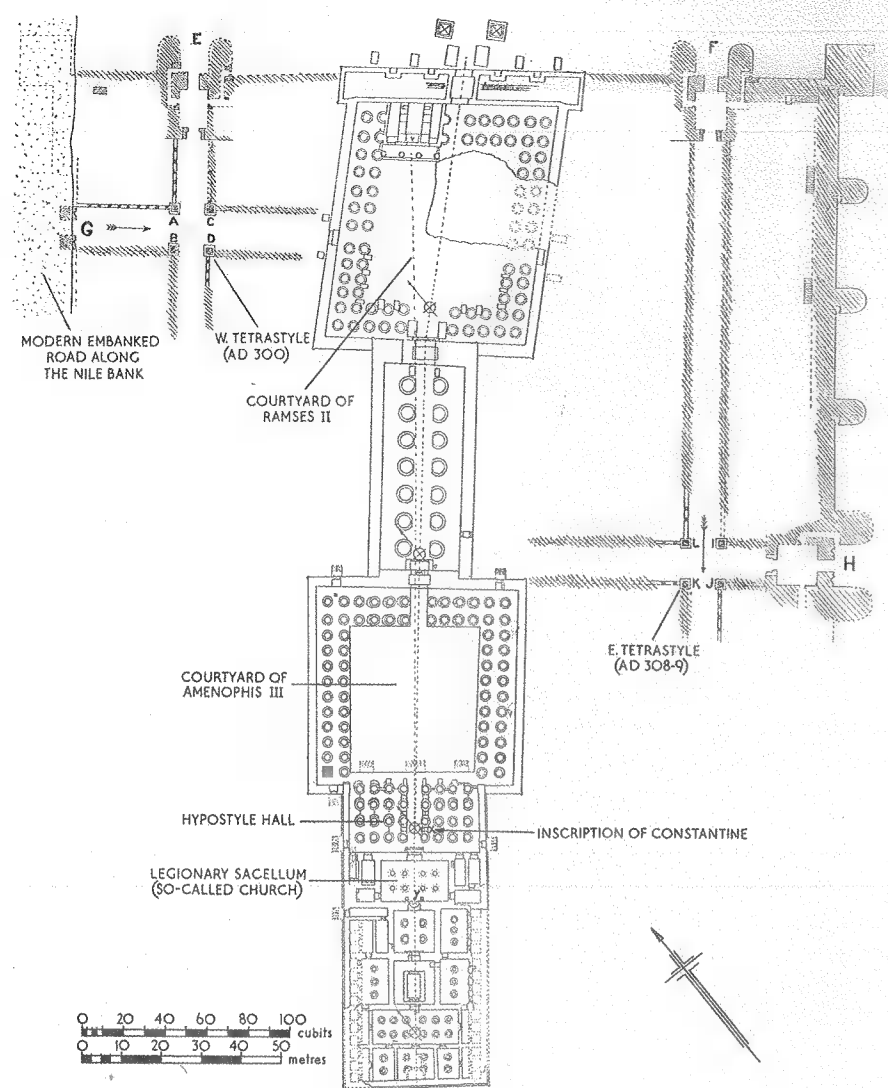 E
F
G
A
C
B
D
MODERN EMBANKED
ROAD ALONG
THE NILE BANK
W. TETRASTYLE
(AD 300)
COURTYARD OF
RAMSES II
L
I
H
K
J
E. TETRASTYLE
(AD 308-9)
COURTYARD OF
AMENOPHIS III
HYPOSTYLE HALL
INSCRIPTION OF CONSTANTINE
LEGIONARY SACELLUM
(SO-CALLED CHURCH)
0 20 40 60 80 100
cubits
0 10 20 30 40 50
metres